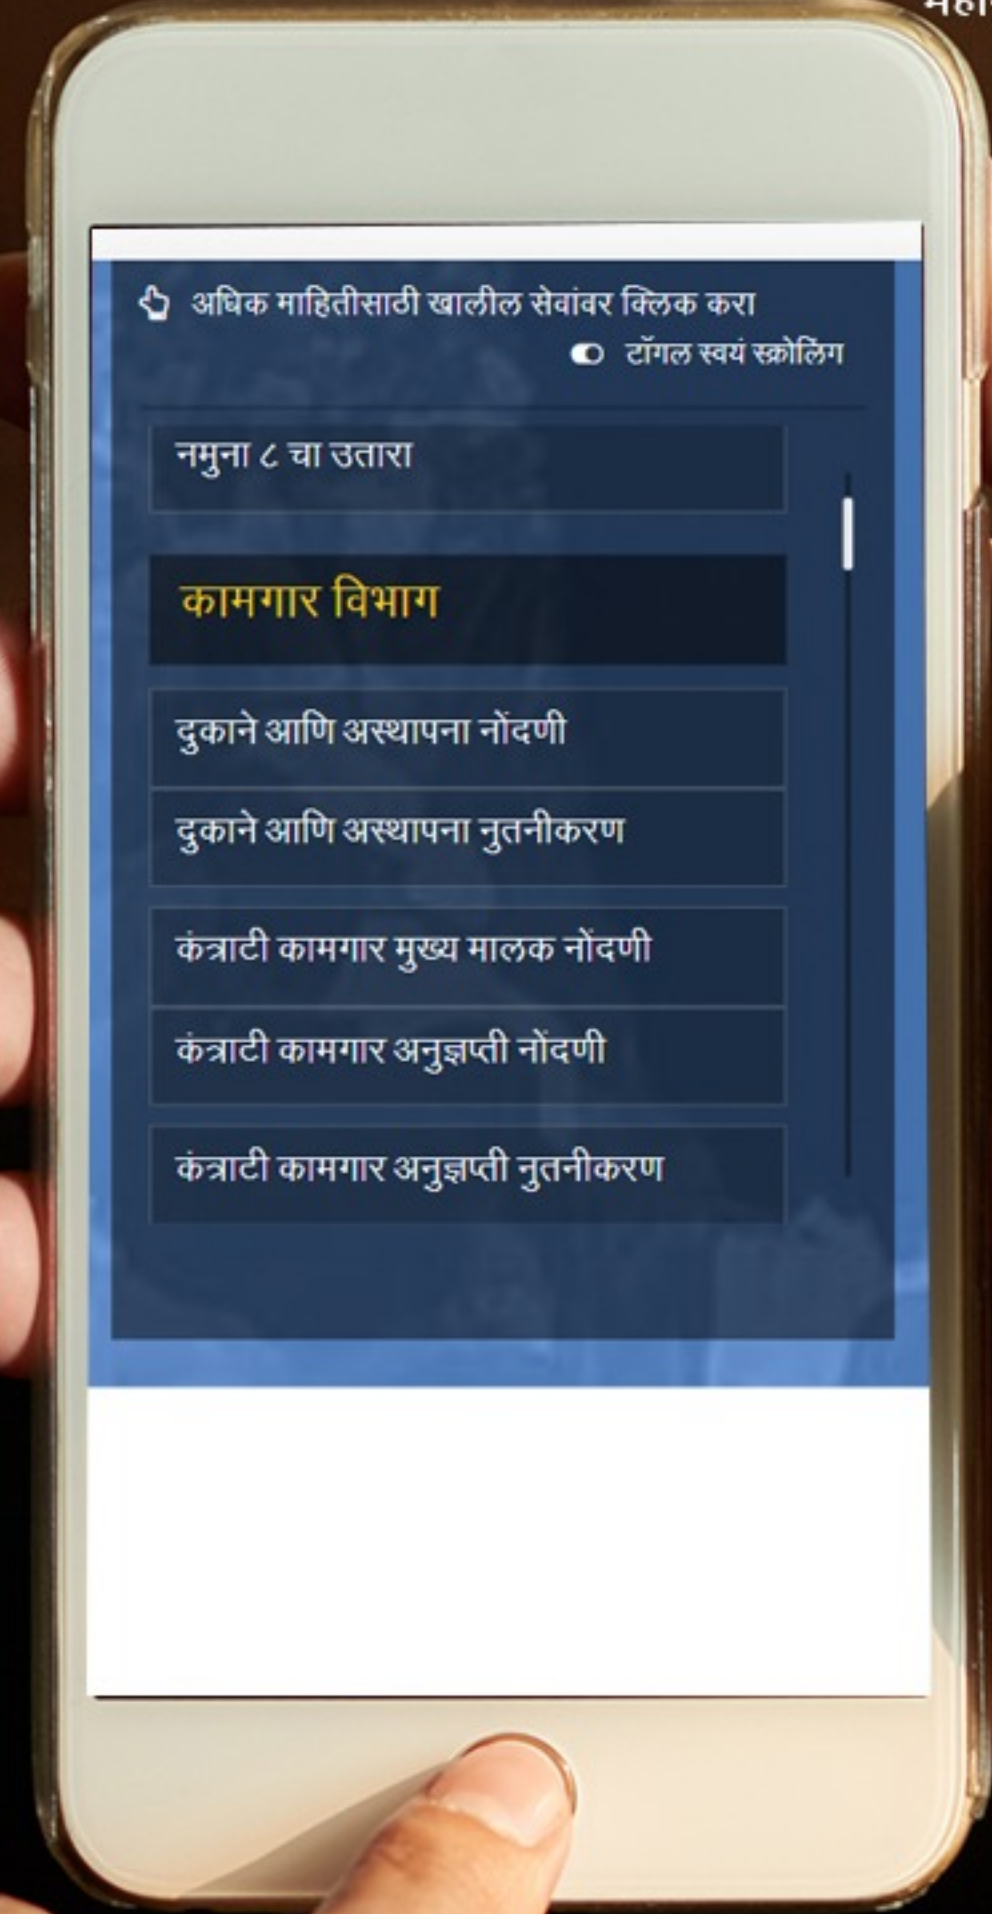 अधिक माहितीसाठी खालील सेवांवर क्लिक करा
टॉगल स्वयं स्क्रोलिंग
नमुना ८ चा उतारा
कामगार विभाग
दुकाने आणि अस्थापना नोंदणी
दुकाने आणि अस्थापना नुतनीकरण
कंत्राटी कामगार मुख्य मालक नोंदणी
कंत्राटी कामगार अनुज्ञप्ती नोंदणी
कंत्राटी कामगार अनुज्ञप्ती नुतनीकरण